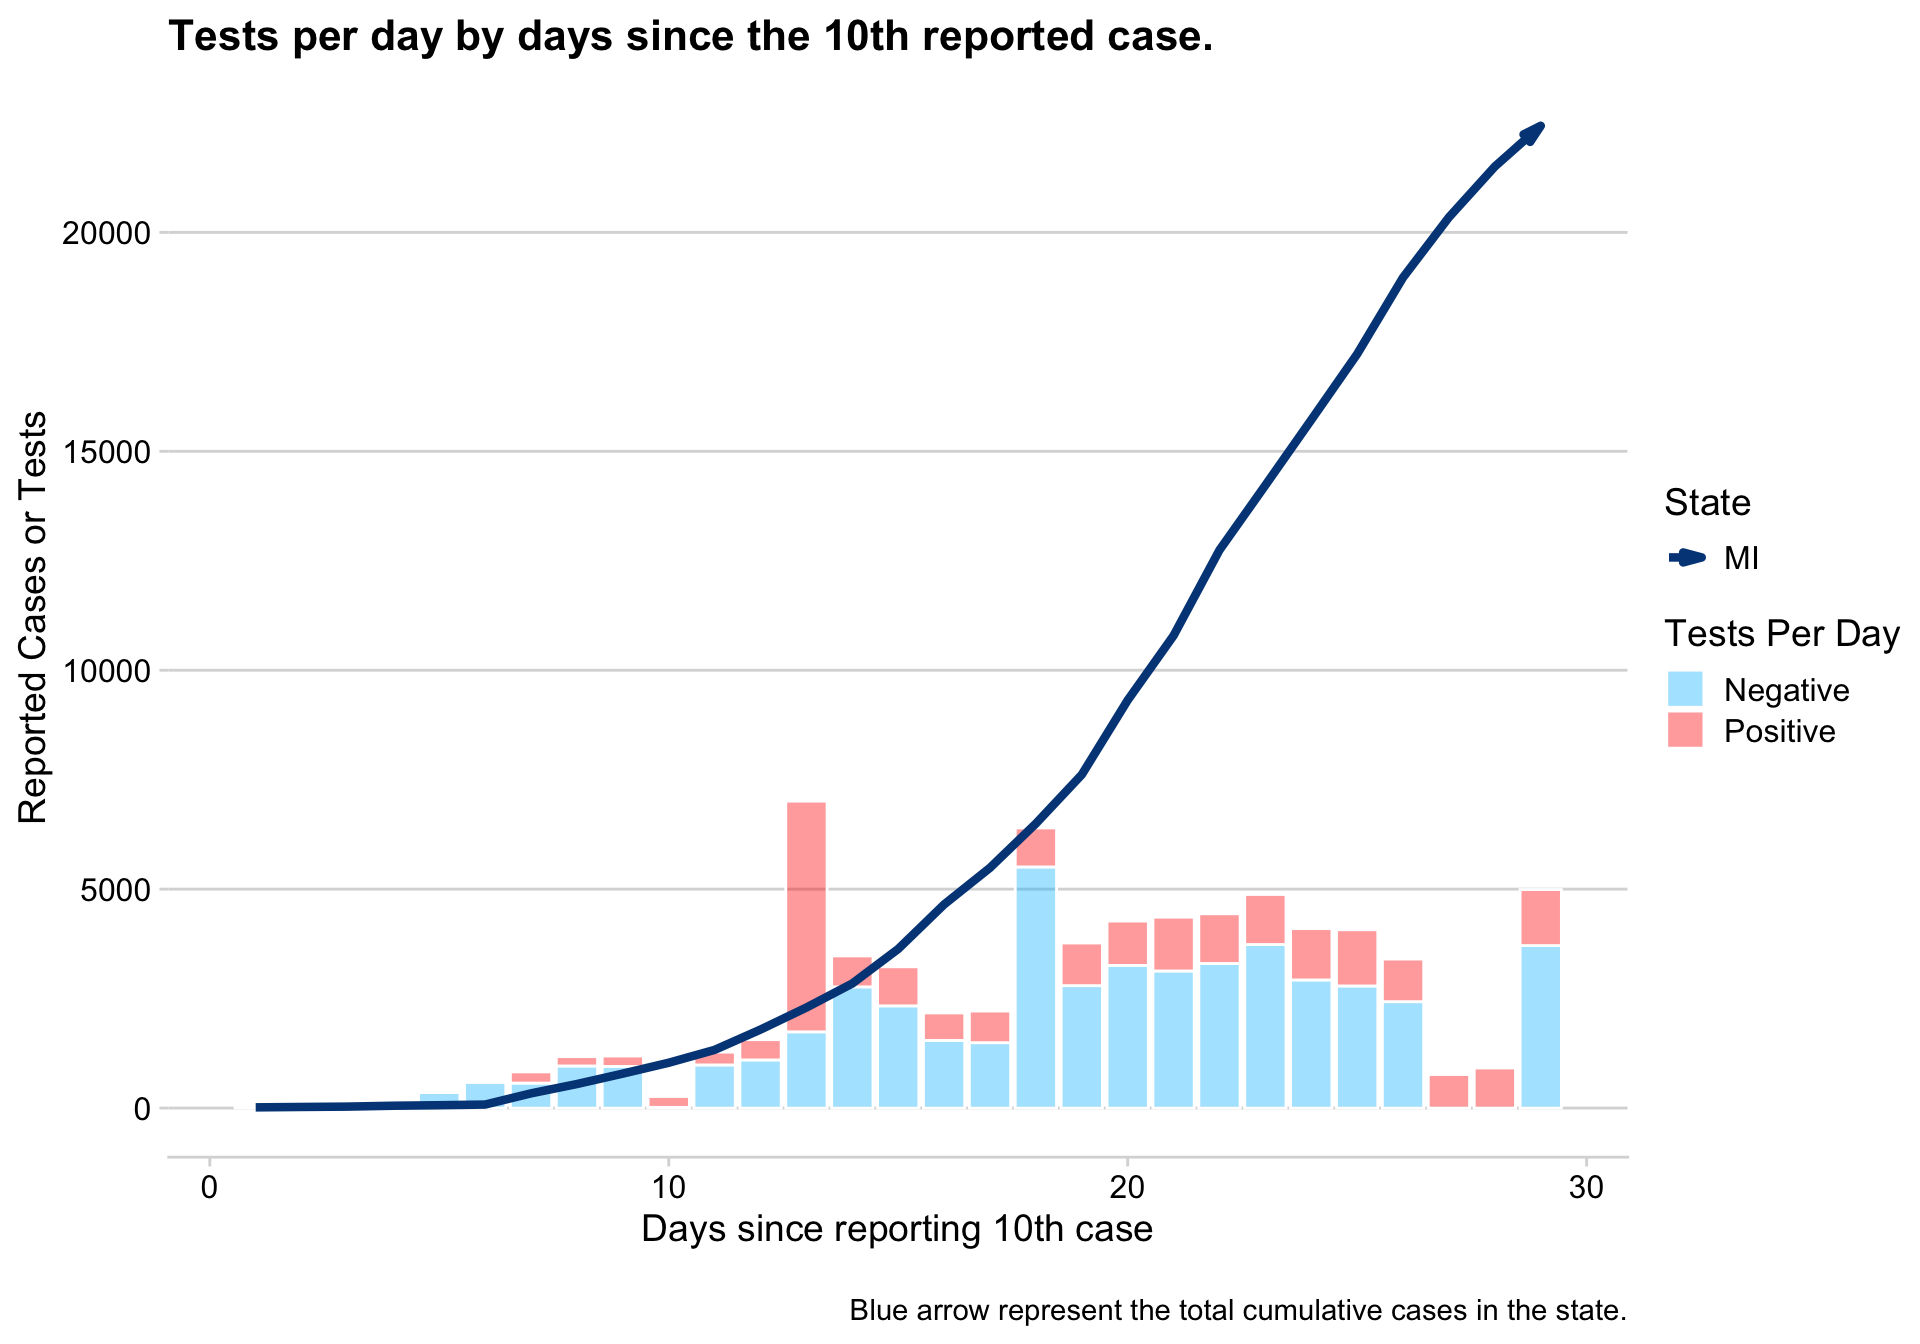 Tests per day by days since the 10th reported case.
Reported Cases or Tests
20000
15000
10000
5000
0
0 10 20 30
Days since reporting 10th case
State
MI
Tests Per Day
Negative
Positive
Blue arrow represent the total cumulative cases in the state.